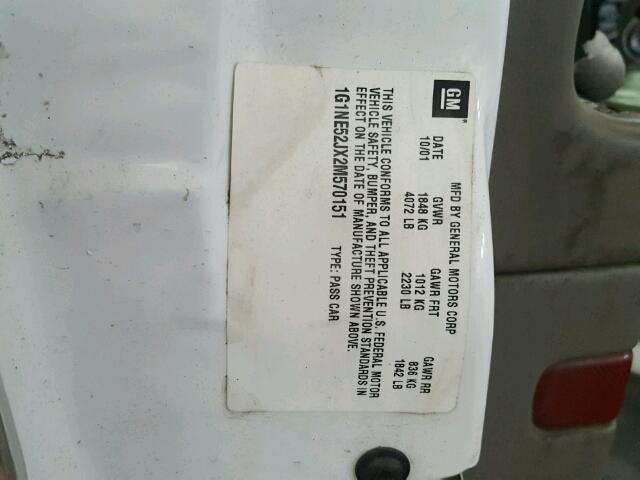 GM
MFD BY GENERAL MOTORS CORP
DATE GVWR GAWR FRT GAWR RR
10/01 1848 KG 1012 KG 836 KG
4072 LB 2230 LB 1842 LB
THIS VEHICLE CONFORMS TO ALL APPLICABLE U.S. FEDERAL MOTOR
VEHICLE SAFETY, BUMPER, AND THEFT PREVENTION STANDARDS IN
EFFECT ON THE DATE OF MANUFACTURE SHOWN ABOVE.
1G1NE52JX2M570151 TYPE: PASS CAR